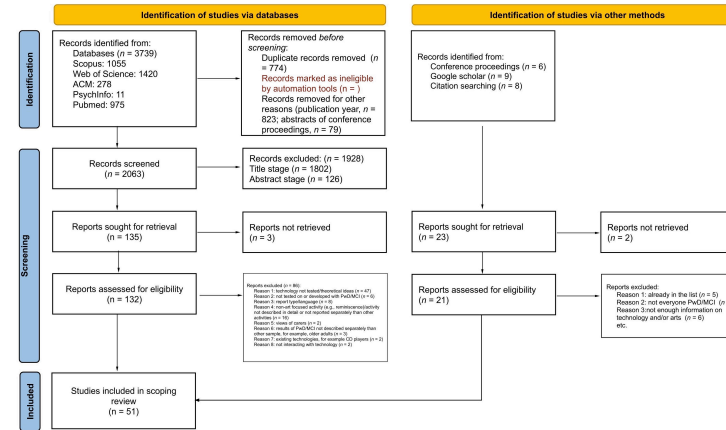 Identification of studies via databases
Identification of studies via other methods
Identification
Records identified from:
Databases (n = 3739)
Scopus: 1055
Web of Science: 1420
ACM: 278
PsychInfo: 11
Pubmed: 975
Records removed before
screening:
Duplicate records removed (n
= 774)
Records marked as ineligible
by automation tools (n = )
Records removed for other
reasons (publication year, n =
823; abstracts of conference
proceedings, n = 79)
Records identified from:
Conference proceedings (n = 6)
Google scholar (n = 9)
Citation searching (n = 8)
Screening
Records screened
(n = 2063)
Records excluded: (n = 1928)
Title stage (n = 1802)
Abstract stage (n = 126)
Reports sought for retrieval
(n = 135)
Reports not retrieved
(n = 3)
Reports sought for retrieval
(n = 23)
Reports not retrieved
(n = 2)
Reports assessed for eligibility
(n = 132)
Reports excluded (n = 86):
Reason 1: technology not tested/theoretical ideas (n = 47)
Reason 2: not tested on or developed with PwD/MCI (n = 6)
Reason 3: report type/language (n = 8)
Reason 4: non-art focused activity (e.g., reminiscence)/activity
not described in detail or not reported separately than other
activities (n = 16)
Reason 5: views of carers (n = 2)
Reason 6: results of PwD/MCI not described separately than
other sample, for example, older adults (n = 3)
Reason 7: existing technologies, for example CD players (n = 2)
Reason 8: not interacting with technology (n = 2)
Reports assessed for eligibility
(n = 21)
Reports excluded:
Reason 1: already in the list (n = 5)
Reason 2: not everyone PwD/MCI (n
Reason 3:not enough information on
technology and/or arts (n = 6)
etc.
Included
Studies included in scoping
review
(n = 51)